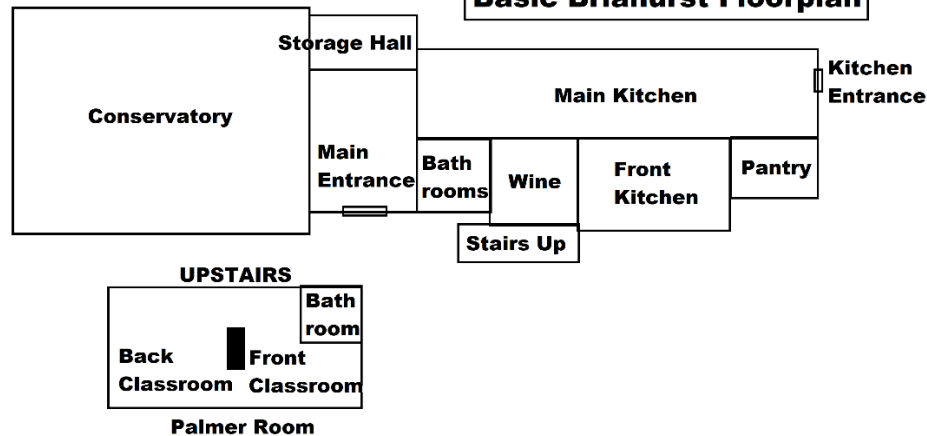 Basic Briahurst Floorplan
Storage Hall
Kitchen
Entrance
Main Kitchen
Conservatory
Main
Entrance
Bath
rooms
Wine
Front
Kitchen
Pantry
Stairs Up
UPSTAIRS
Bath
room
Back
Classroom
Front
Classroom
Palmer Room